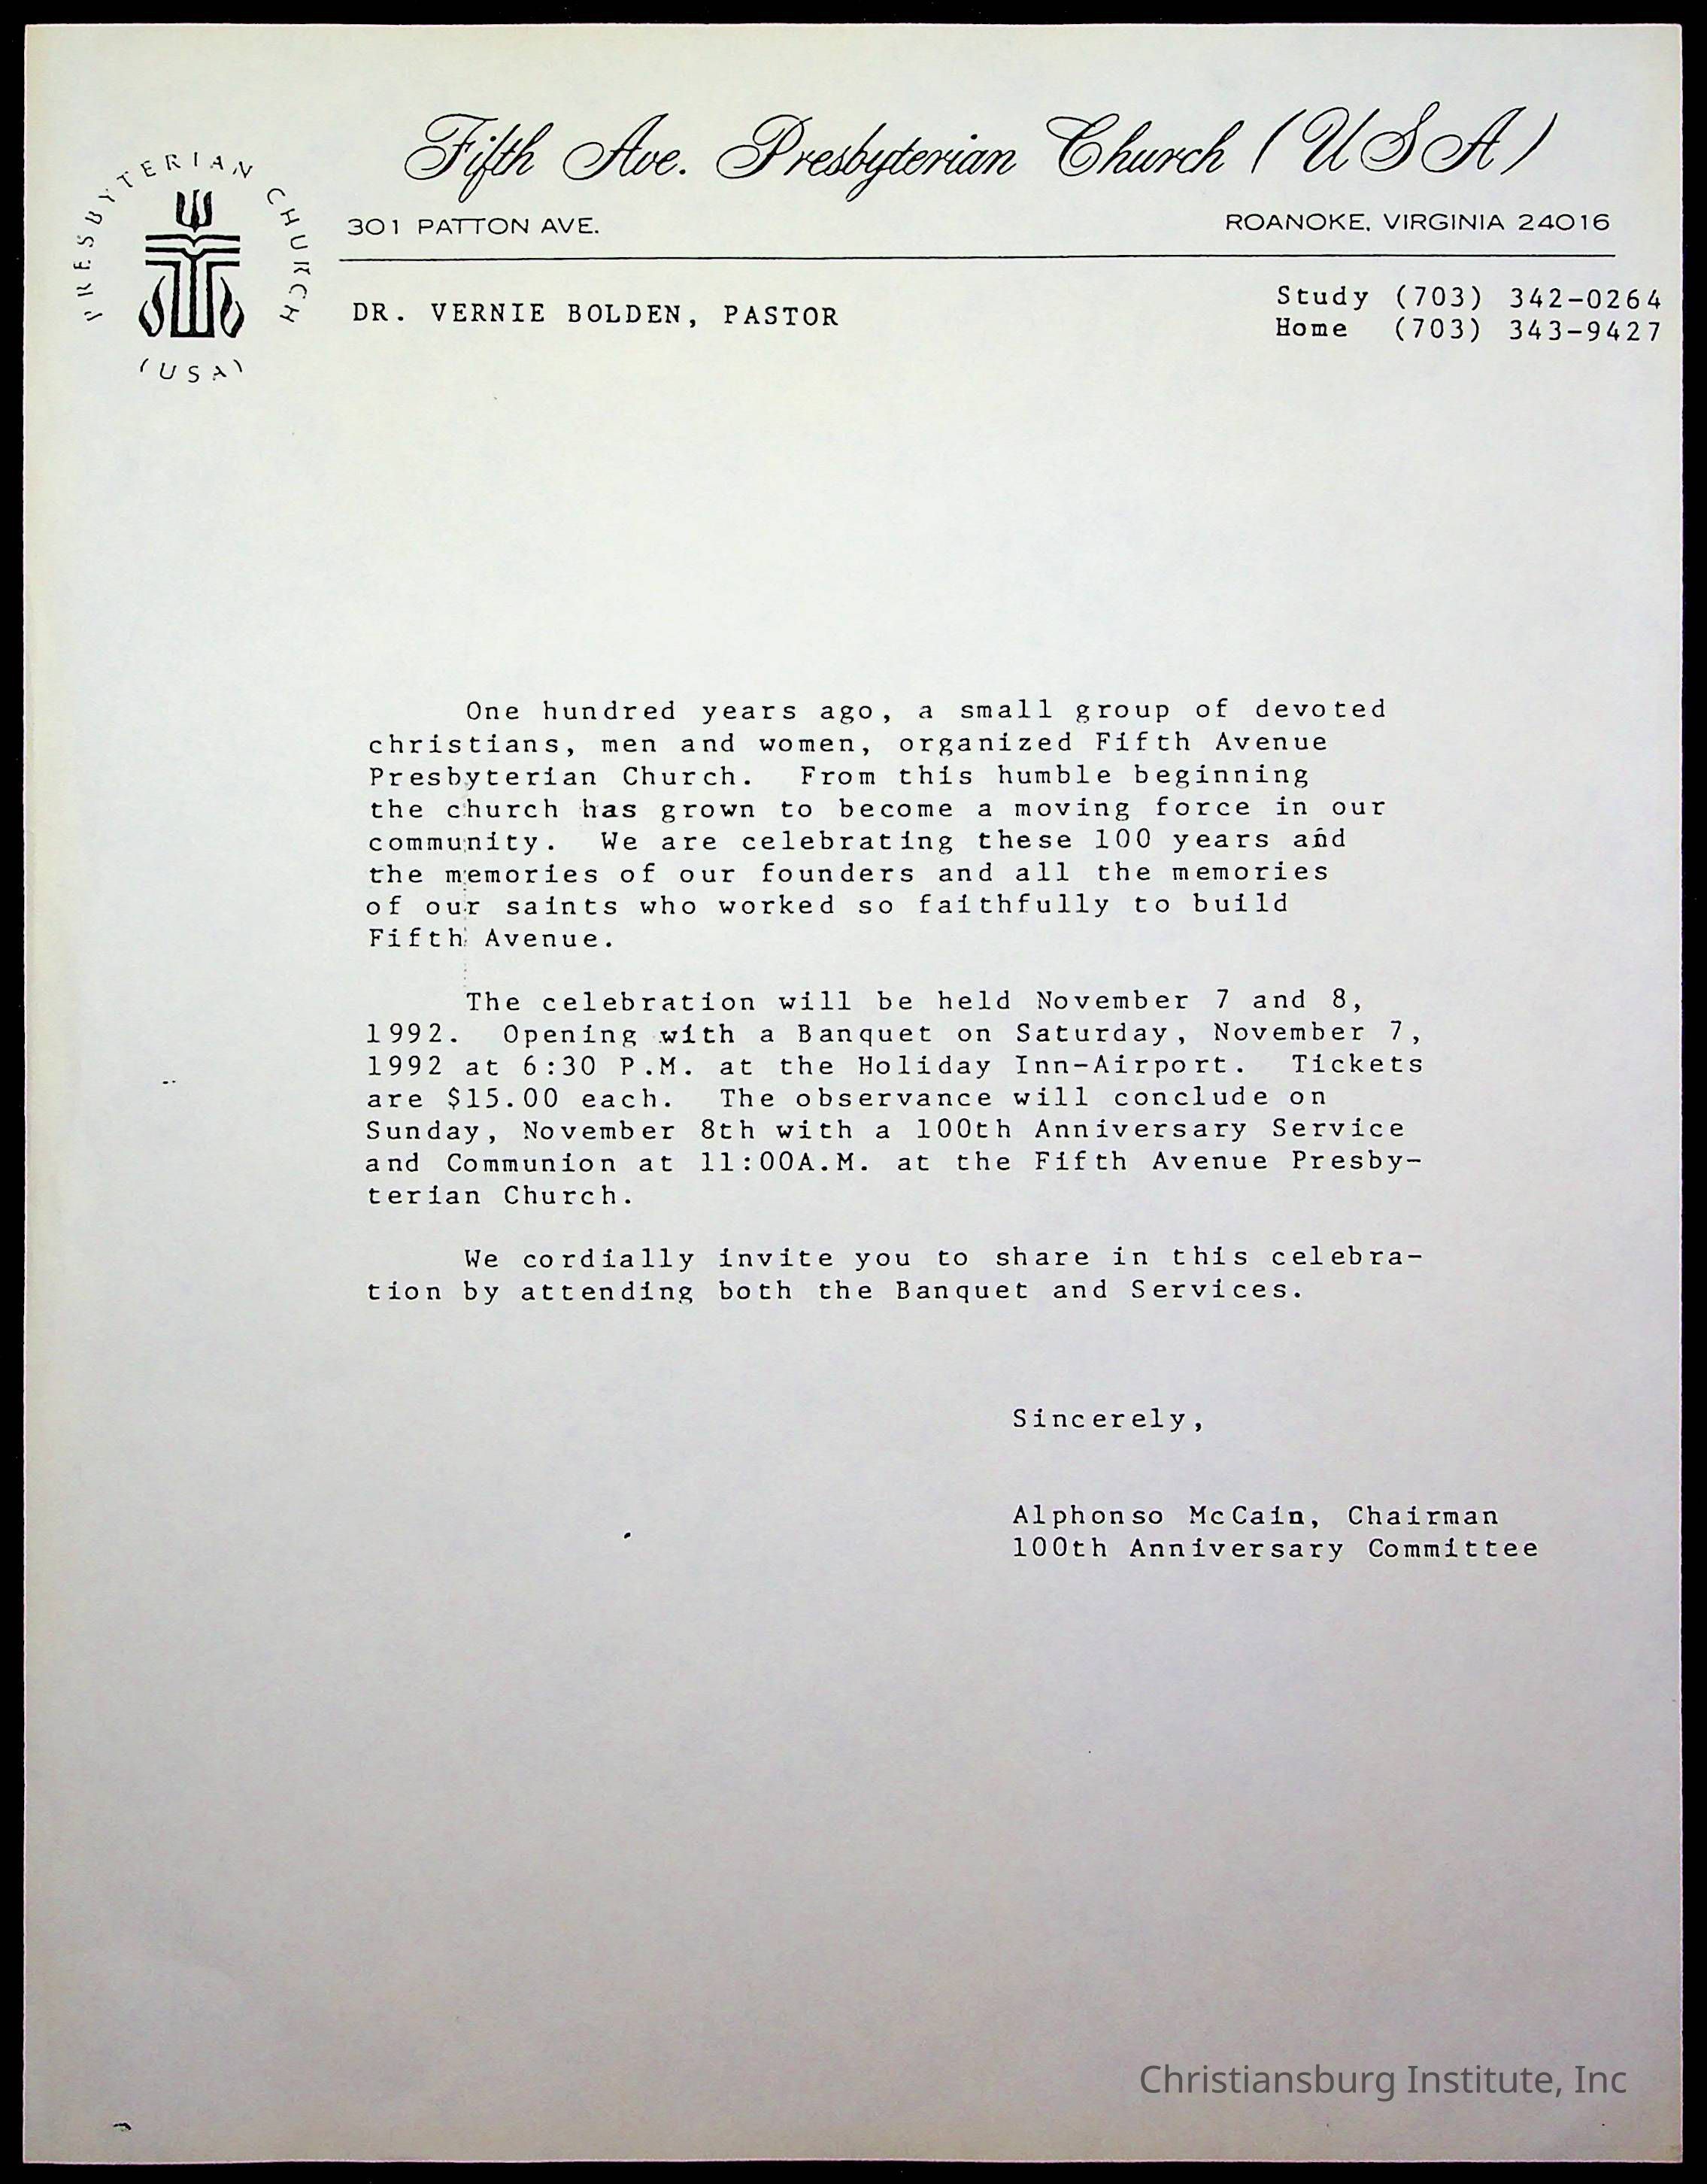 Fifth Ave. Presbyterian Church (USA)
PRESBYTERIAN CHURCH
(USA)
301 PATTON AVE.
ROANOKE, VIRGINIA 24016
DR. VERNIE BOLDEN, PASTOR
Study (703) 342-0264
Home (703) 343-9427
One hundred years ago, a small group of devoted
christians, men and women, organized Fifth Avenue
Presbyterian Church. From this humble beginning
the church has grown to become a moving force in our
community. We are celebrating these 100 years and
the memories of our founders and all the memories
of our saints who worked so faithfully to build
Fifth Avenue.
The celebration will be held November 7 and 8,
1992. Opening with a Banquet on Saturday, November 7,
1992 at 6:30 P.M. at the Holiday Inn-Airport. Tickets
are $15.00 each. The observance will conclude on
Sunday, November 8th with a 100th Anniversary Service
and Communion at 11:00A.M. at the Fifth Avenue Presby-
terian Church.
We cordially invite you to share in this celebra-
tion by attending both the Banquet and Services.
Sincerely,
Alphonso McCain, Chairman
100th Anniversary Committee
Christiansburg Institute, Inc